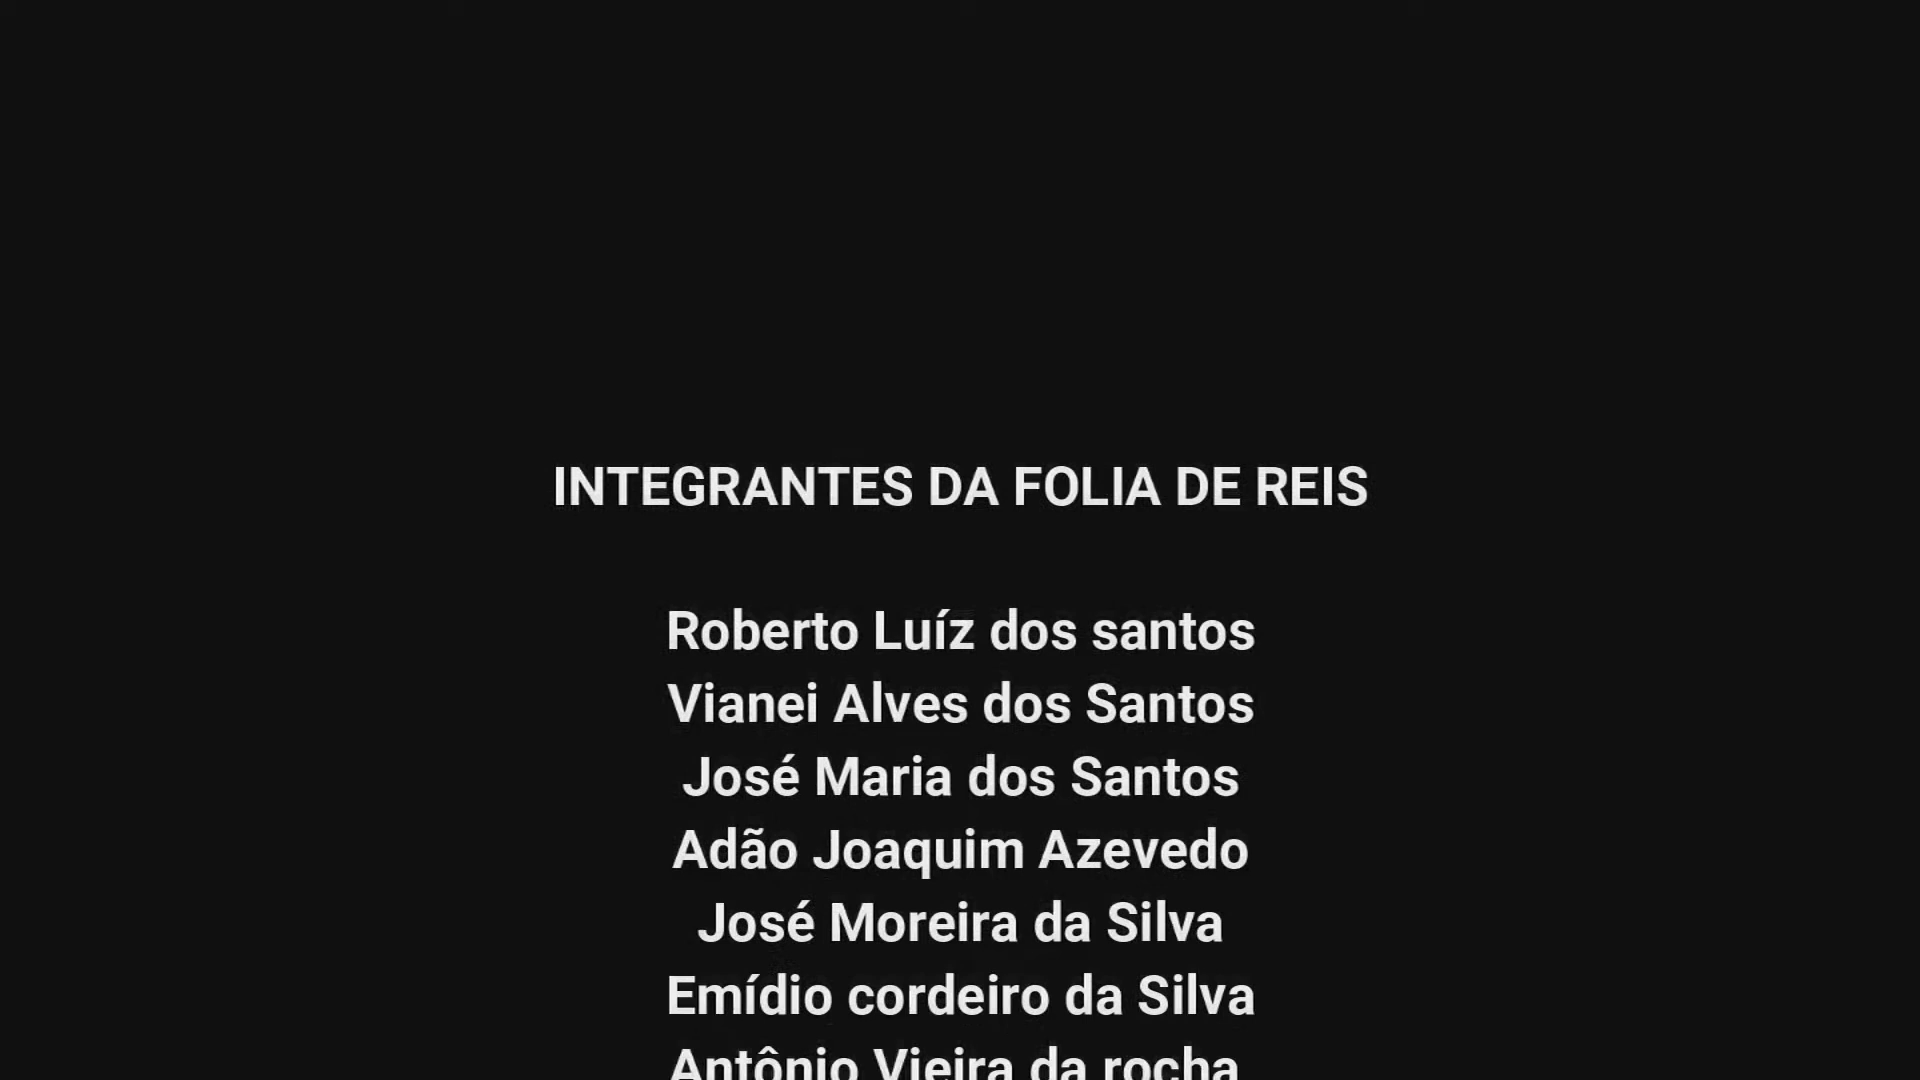 INTEGRANTES DA FOLIA DE REIS
Roberto Luíz dos santos
Vianei Alves dos Santos
José Maria dos Santos
Adão Joaquim Azevedo
José Moreira da Silva
Emídio cordeiro da Silva
Antônio Vieira da rocha